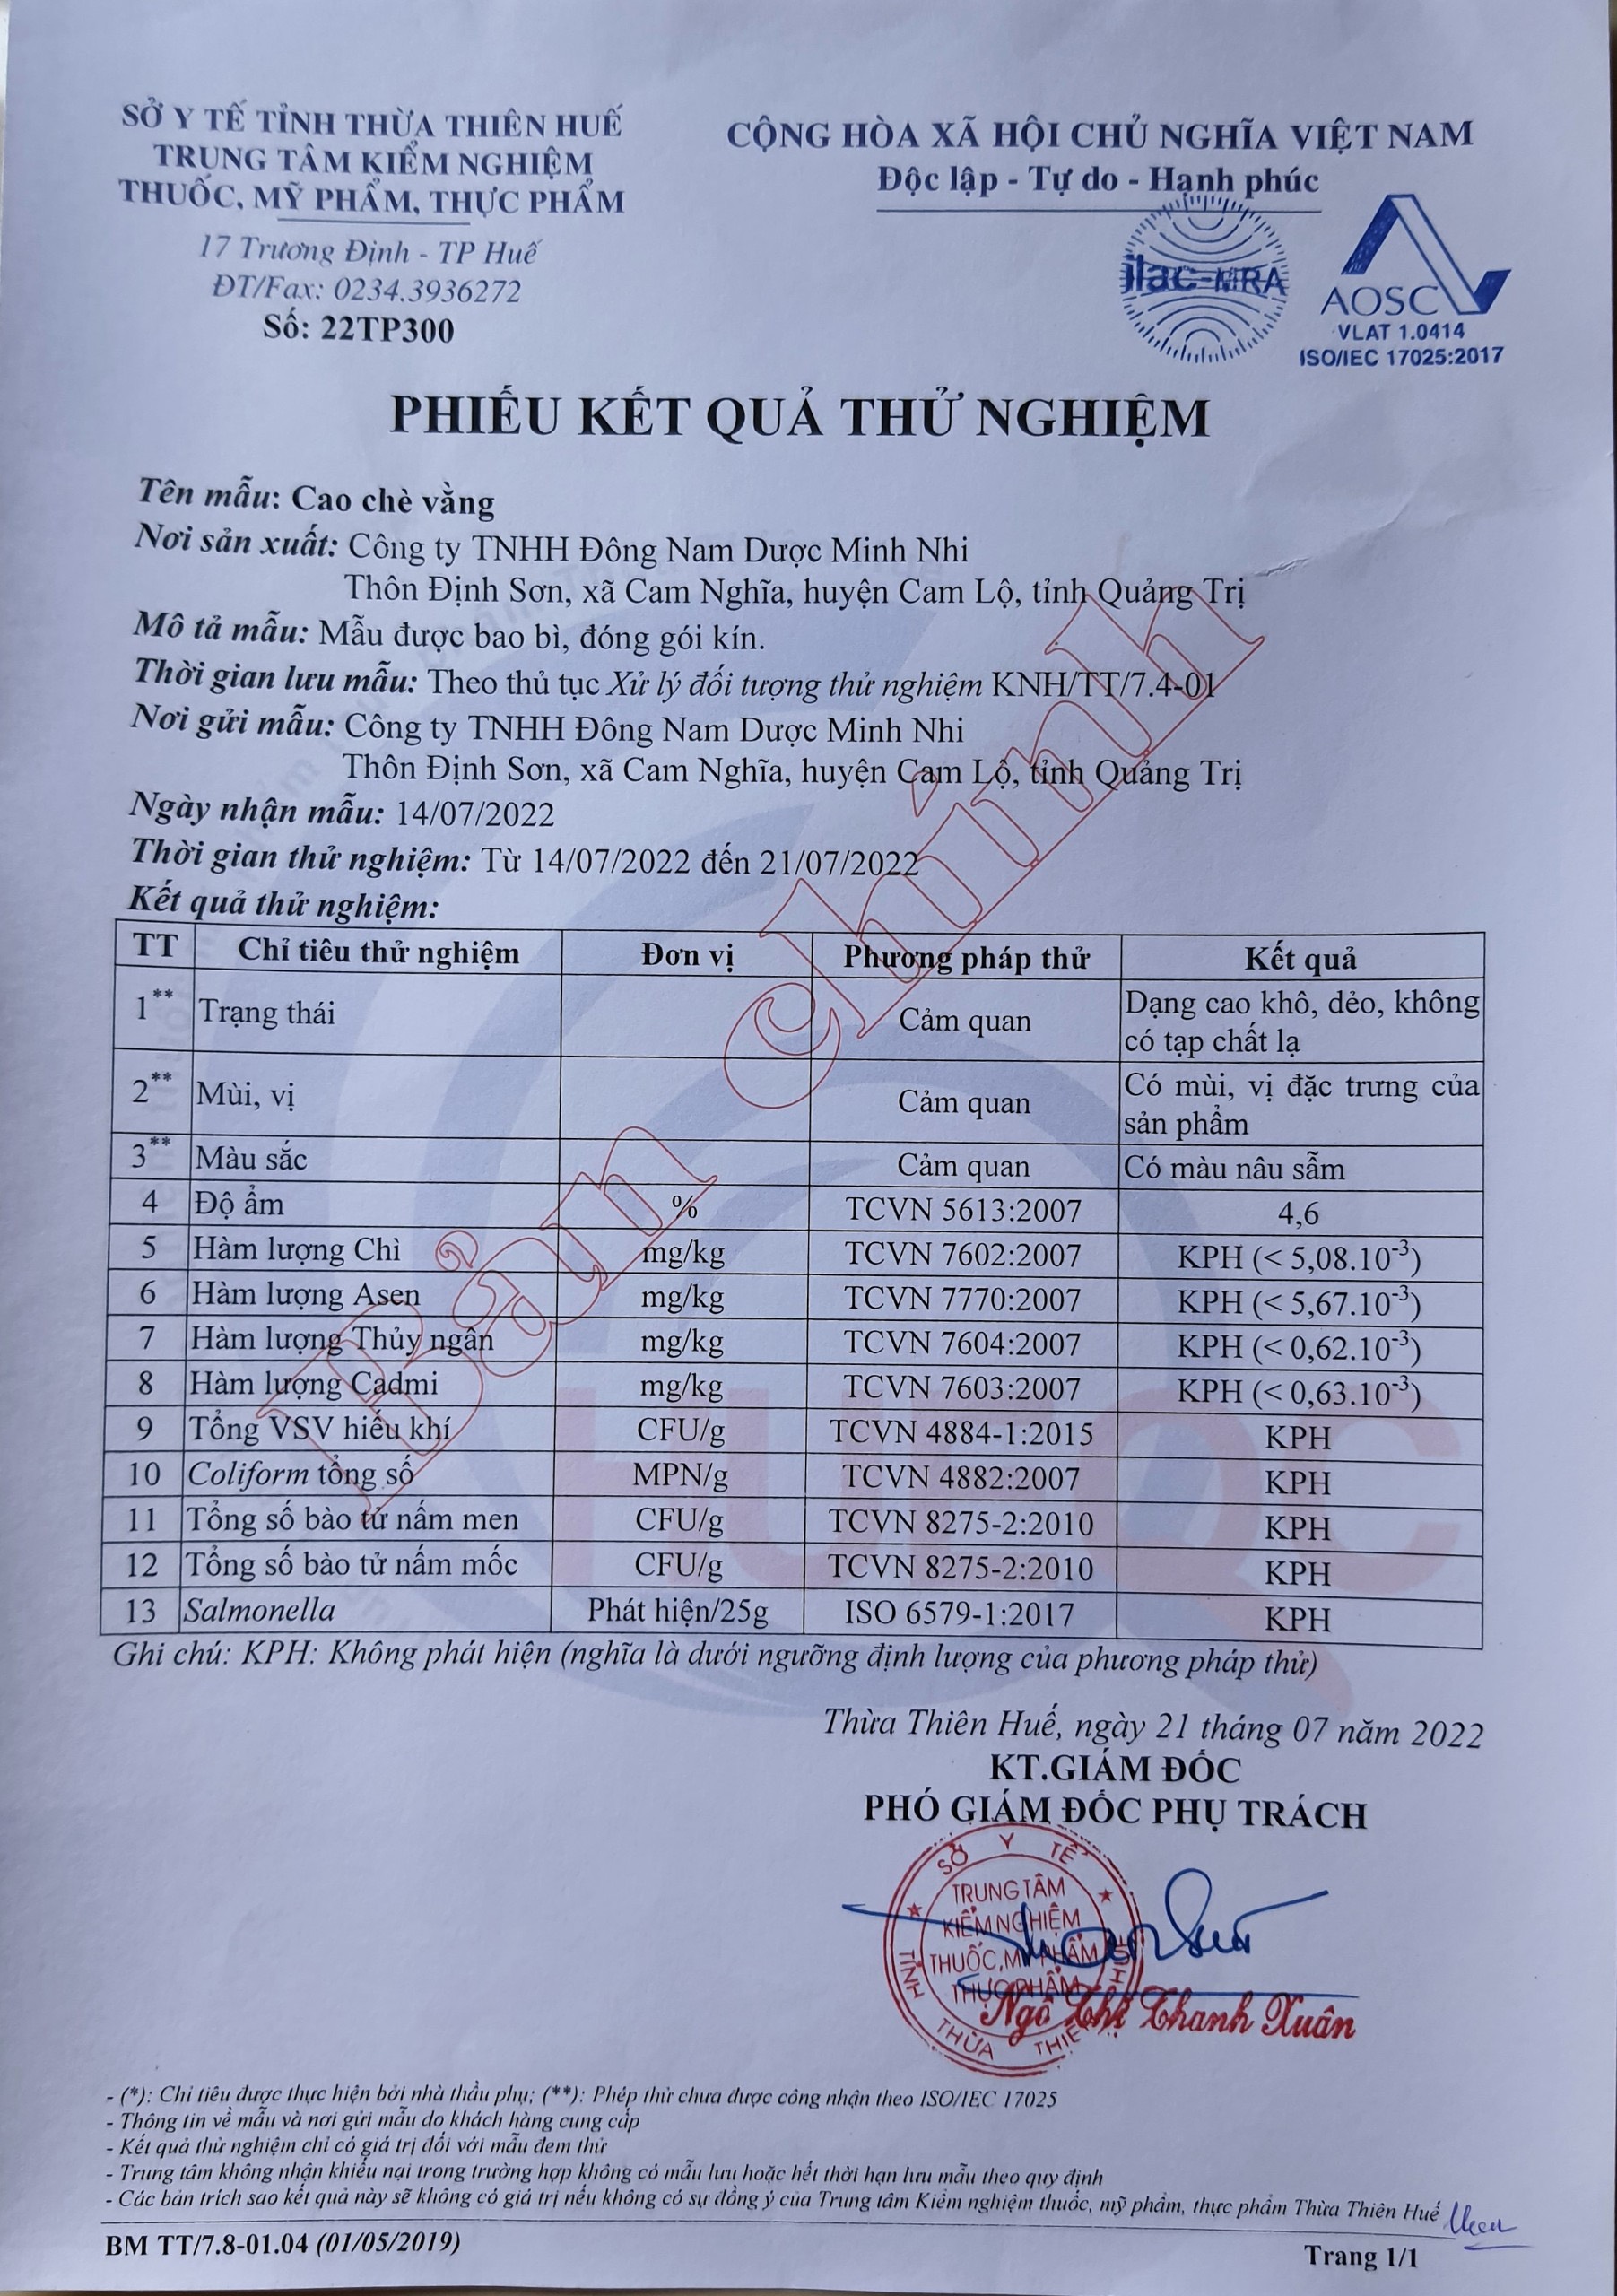 SỞ Y TẾ TỈNH THỪA THIÊN HUẾ
TRUNG TÂM KIỂM NGHIỆM
THUỐC, MỸ PHẨM, THỰC PHẨM
17 Trương Định - TP Huế
ĐT/Fax: 0234.3936272
Số: 22TP300
CỘNG HÒA XÃ HỘI CHỦ NGHĨA VIỆT NAM
Độc lập - Tự do - Hạnh phúc
ilac-MRA
AOSC
VLAT 1.0414
ISO/IEC 17025:2017
PHIẾU KẾT QUẢ THỬ NGHIỆM
Tên mẫu: Cao chè vằng
Nơi sản xuất: Công ty TNHH Đông Nam Dược Minh Nhi
Thôn Định Sơn, xã Cam Nghĩa, huyện Cam Lộ, tỉnh Quảng Trị
Mô tả mẫu: Mẫu được bao bì, đóng gói kín.
Thời gian lưu mẫu: Theo thủ tục Xử lý đối tượng thử nghiệm KNH/TT/7.4-01
Nơi gửi mẫu: Công ty TNHH Đông Nam Dược Minh Nhi
Thôn Định Sơn, xã Cam Nghĩa, huyện Cam Lộ, tỉnh Quảng Trị
Ngày nhận mẫu: 14/07/2022
Thời gian thử nghiệm: Từ 14/07/2022 đến 21/07/2022
Kết quả thử nghiệm:
Bản chính
TT Chỉ tiêu thử nghiệm Đơn vị Phương pháp thử Kết quả
1** Trạng thái Cảm quan Dạng cao khô, dẻo, không
có tạp chất lạ
2** Mùi, vị Cảm quan Có mùi, vị đặc trưng của
sản phẩm
3** Màu sắc Cảm quan Có màu nâu sẫm
4 Độ ẩm % TCVN 5613:2007 4,6
5 Hàm lượng Chì mg/kg TCVN 7602:2007 KPH (< 5,08.10⁻³)
6 Hàm lượng Asen mg/kg TCVN 7770:2007 KPH (< 5,67.10⁻³)
7 Hàm lượng Thủy ngân mg/kg TCVN 7604:2007 KPH (< 0,62.10⁻³)
8 Hàm lượng Cadmi mg/kg TCVN 7603:2007 KPH (< 0,63.10⁻³)
9 Tổng VSV hiếu khí CFU/g TCVN 4884-1:2015 KPH
10 Coliform tổng số MPN/g TCVN 4882:2007 KPH
11 Tổng số bào tử nấm men CFU/g TCVN 8275-2:2010 KPH
12 Tổng số bào tử nấm mốc CFU/g TCVN 8275-2:2010 KPH
13 Salmonella Phát hiện/25g ISO 6579-1:2017 KPH
Ghi chú: KPH: Không phát hiện (nghĩa là dưới ngưỡng định lượng của phương pháp thử)
Thừa Thiên Huế, ngày 21 tháng 07 năm 2022
KT.GIÁM ĐỐC
PHÓ GIÁM ĐỐC PHỤ TRÁCH
SỞ Y TẾ
TRUNG TÂM
KIỂM NGHIỆM
THUỐC, MỸ PHẨM
THỰC PHẨM
TỈNH THỪA THIÊN
Ngô Thị Thanh Xuân
- (*): Chỉ tiêu được thực hiện bởi nhà thầu phụ; (**): Phép thử chưa được công nhận theo ISO/IEC 17025
- Thông tin về mẫu và nơi gửi mẫu do khách hàng cung cấp
- Kết quả thử nghiệm chỉ có giá trị đối với mẫu đem thử
- Trung tâm không nhận khiếu nại trong trường hợp không có mẫu lưu hoặc hết thời hạn lưu mẫu theo quy định
- Các bản trích sao kết quả này sẽ không có giá trị nếu không có sự đồng ý của Trung tâm Kiểm nghiệm thuốc, mỹ phẩm, thực phẩm Thừa Thiên Huế
BM TT/7.8-01.04 (01/05/2019)
Trang 1/1